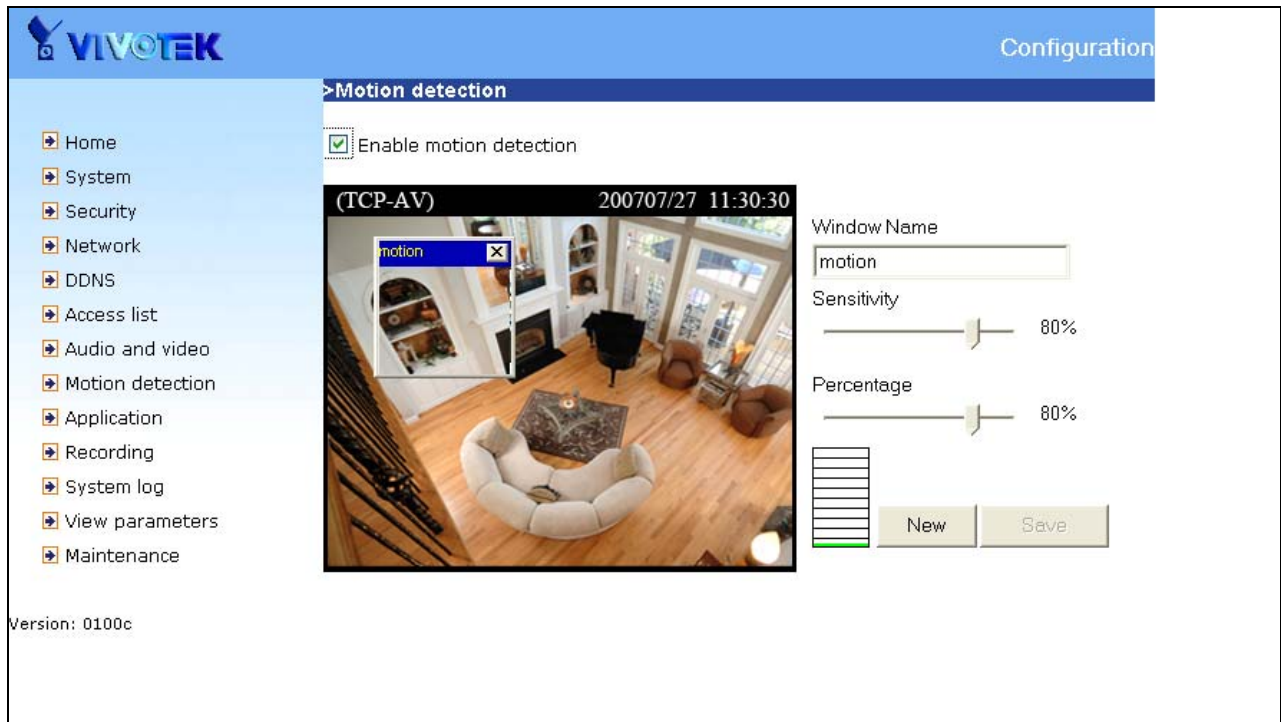 VIVOTEK
Configuration
>Motion detection
Home
System
Security
Network
DDNS
Access list
Audio and video
Motion detection
Application
Recording
System log
View parameters
Maintenance
Version: 0100c
Enable motion detection
(TCP-AV) 200707/27 11:30:30
motion
Window Name
motion
Sensitivity
80%
Percentage
80%
New Save